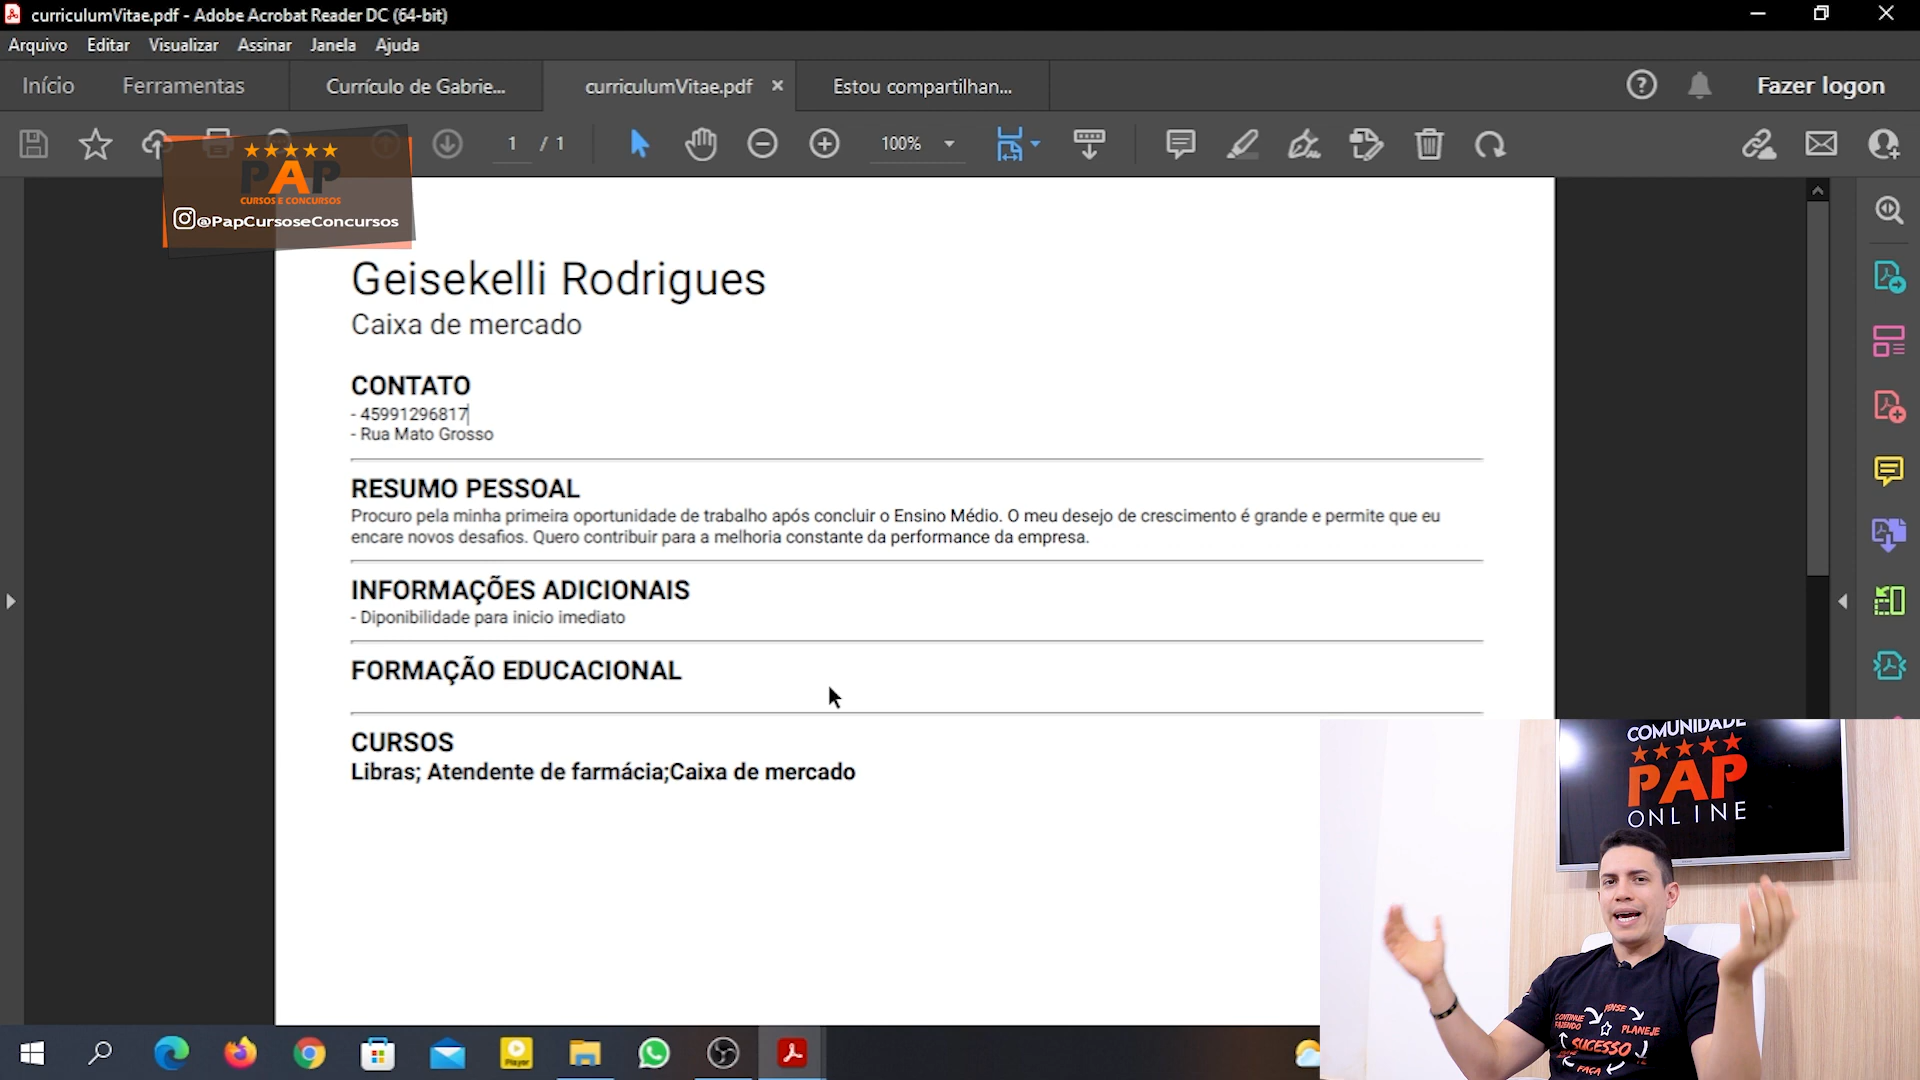 curriculumVitae.pdf - Adobe Acrobat Reader DC (64-bit)
Arquivo Editar Visualizar Assinar Janela Ajuda
Início Ferramentas Currículo de Gabrie... curriculumVitae.pdf Estou compartilhan... Fazer logon
1 / 1 100%
PAP
CURSOS E CONCURSOS
@PapCursoseConcursos
Geisekelli Rodrigues
Caixa de mercado
CONTATO
- 45991296817
- Rua Mato Grosso
RESUMO PESSOAL
Procuro pela minha primeira oportunidade de trabalho após concluir o Ensino Médio. O meu desejo de crescimento é grande e permite que eu
encare novos desafios. Quero contribuir para a melhoria constante da performance da empresa.
INFORMAÇÕES ADICIONAIS
- Diponibilidade para inicio imediato
FORMAÇÃO EDUCACIONAL
CURSOS
Libras; Atendente de farmácia;Caixa de mercado
COMUNIDADE
PAP
ONLINE
PENSE
PLANEJE
CONTINUE
FAZENDO
SUCESSO
FAÇA
Player